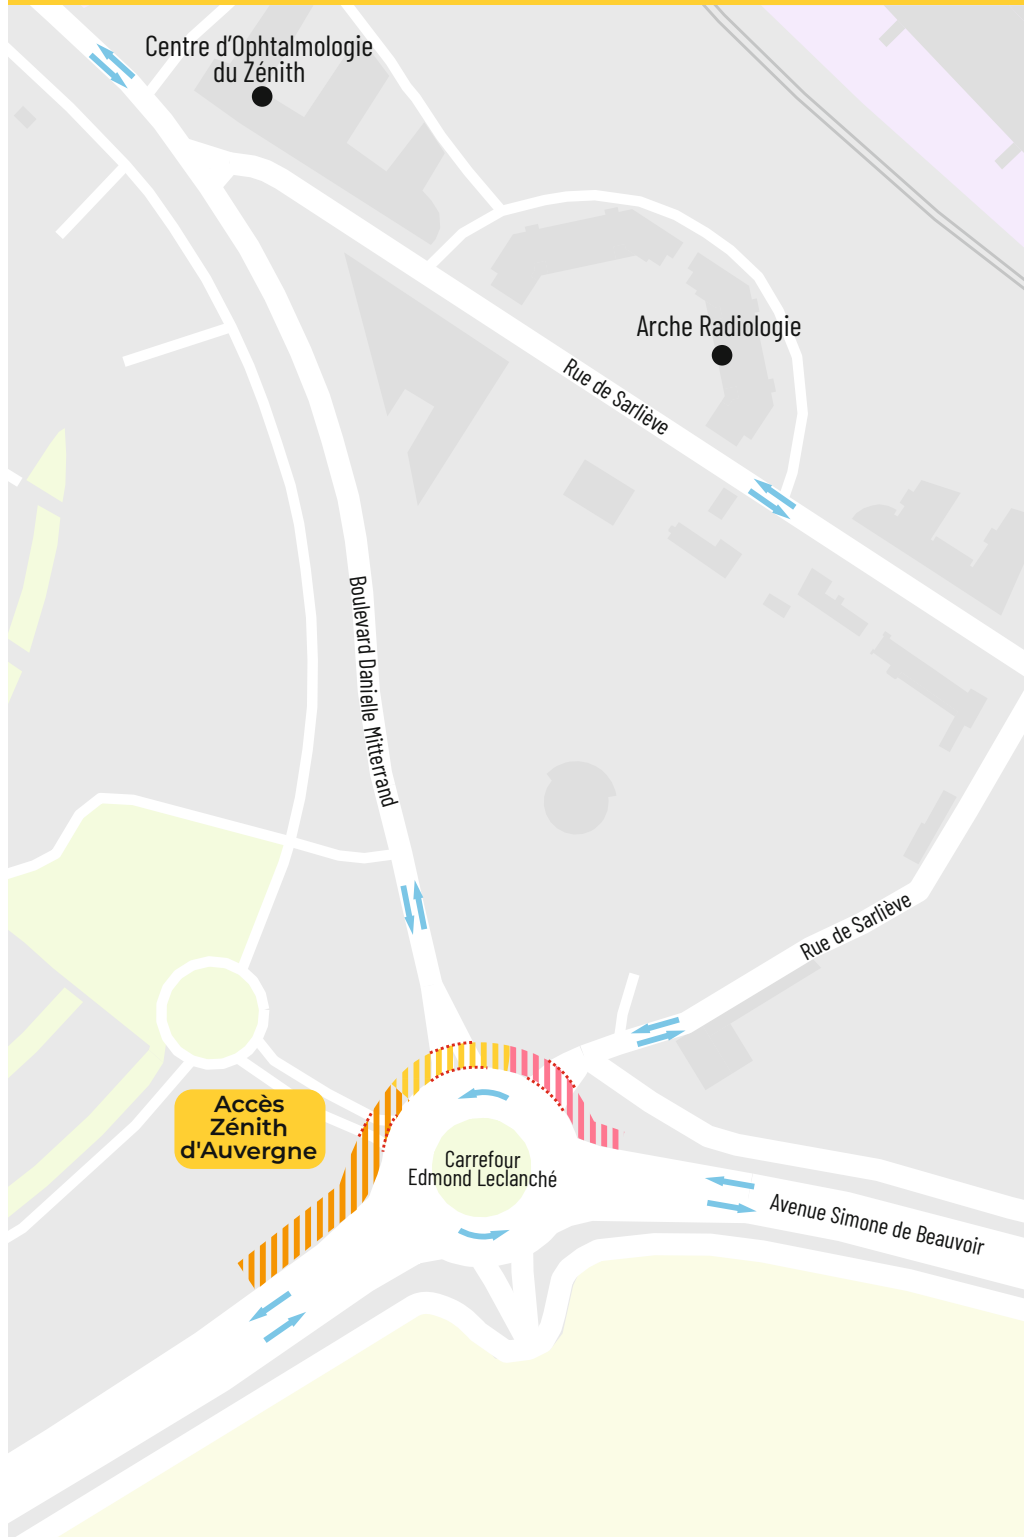 Centre d'Ophtalmologie
du Zénith
Arche Radiologie
Rue de Sarliève
Boulevard Danielle Mitterrand
Rue de Sarliève
Accès
Zénith
d'Auvergne
Carrefour
Edmond Leclanché
Avenue Simone de Beauvoir